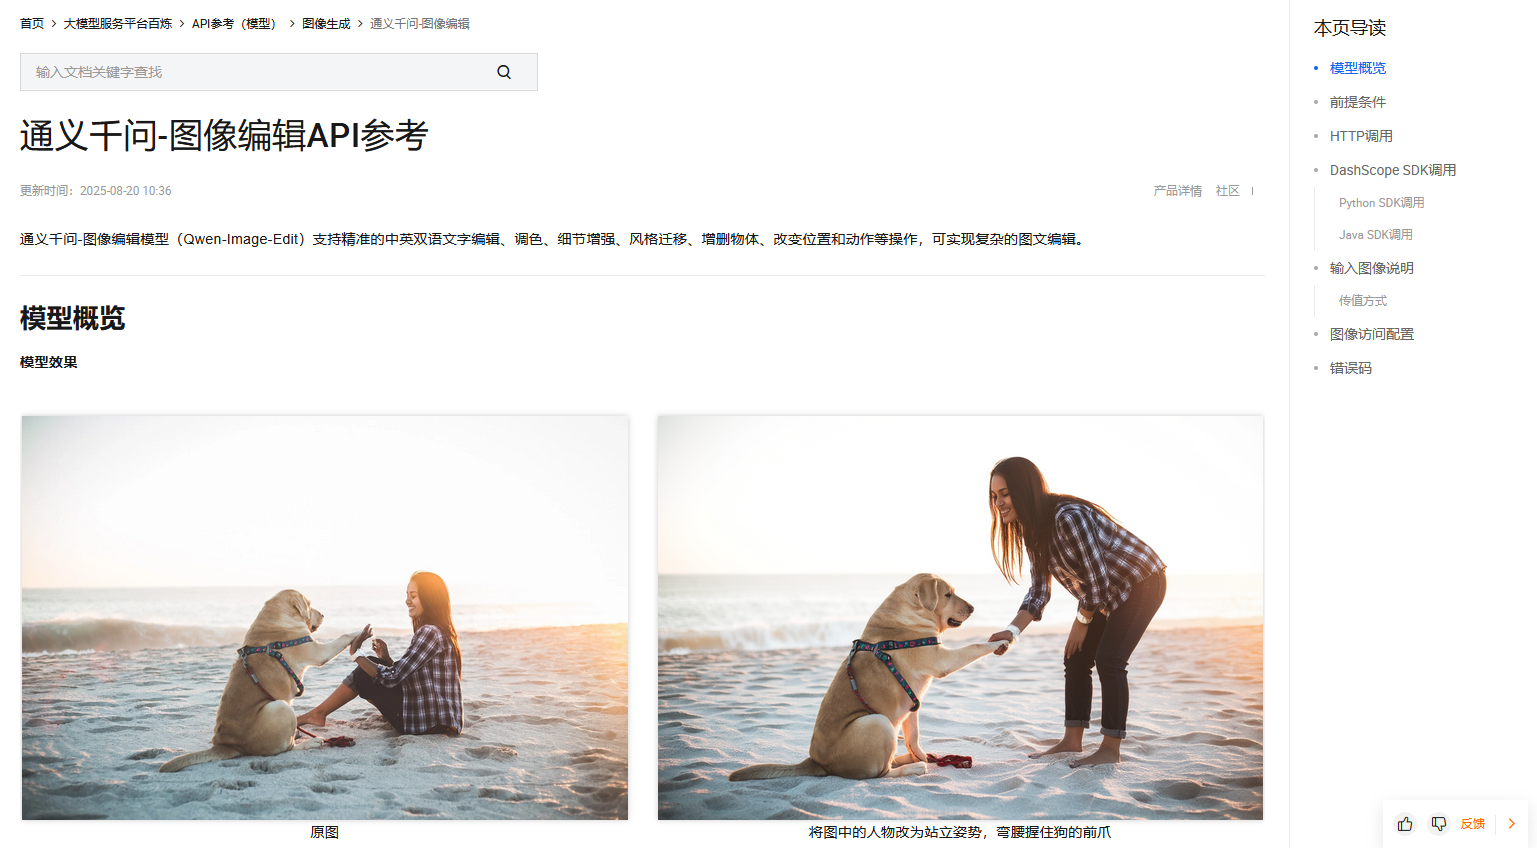 首页 > 大模型服务平台百炼 > API参考（模型） > 图像生成 > 通义千问-图像编辑
输入文档关键字查找
通义千问-图像编辑API参考
更新时间：2025-08-20 10:36
产品详情 社区
通义千问-图像编辑模型（Qwen-Image-Edit）支持精准的中英双语文字编辑、调色、细节增强、风格迁移、增删物体、改变位置和动作等操作，可实现复杂的图文编辑。
模型概览
模型效果
原图
将图中的人物改为站立姿势，弯腰握住狗的前爪
本页导读
模型概览
前提条件
HTTP调用
DashScope SDK调用
Python SDK调用
Java SDK调用
输入图像说明
传值方式
图像访问配置
错误码
反馈